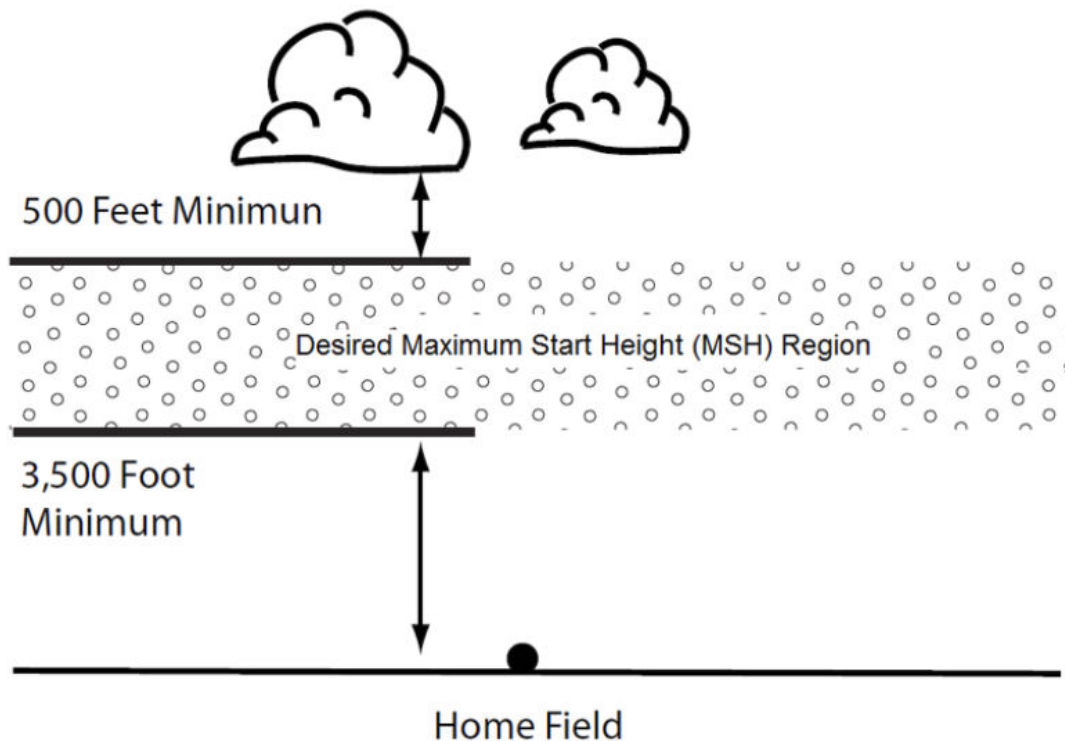 500 Feet Minimun
Desired Maximum Start Height (MSH) Region
3,500 Foot
Minimum
Home Field